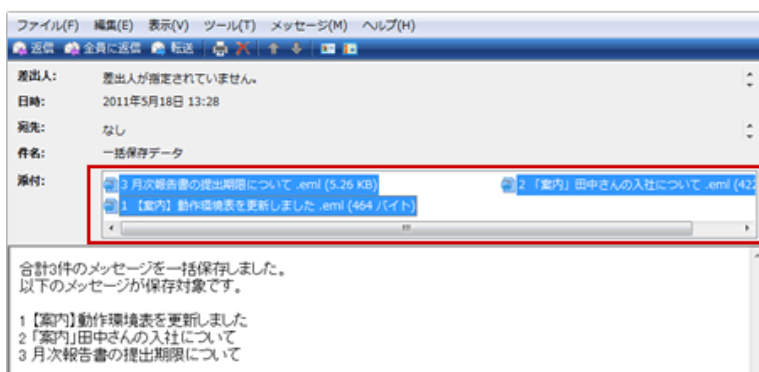 ファイル(F) 編集(E) 表示(V) ツール(T) メッセージ(M) ヘルプ(H)
返信 全員に返信 転送
差出人: 差出人が指定されていません。
日時: 2011年5月18日 13:28
宛先: なし
件名: 一括保存データ
添付: 3 月次報告書の提出期限について .eml (5.26 KB) 2 「案内」田中さんの入社について .eml (422
1 【案内】動作環境表を更新しました .eml (464 バイト)
合計3件のメッセージを一括保存しました。
以下のメッセージが保存対象です。
1 【案内】動作環境表を更新しました
2 「案内」田中さんの入社について
3 月次報告書の提出期限について